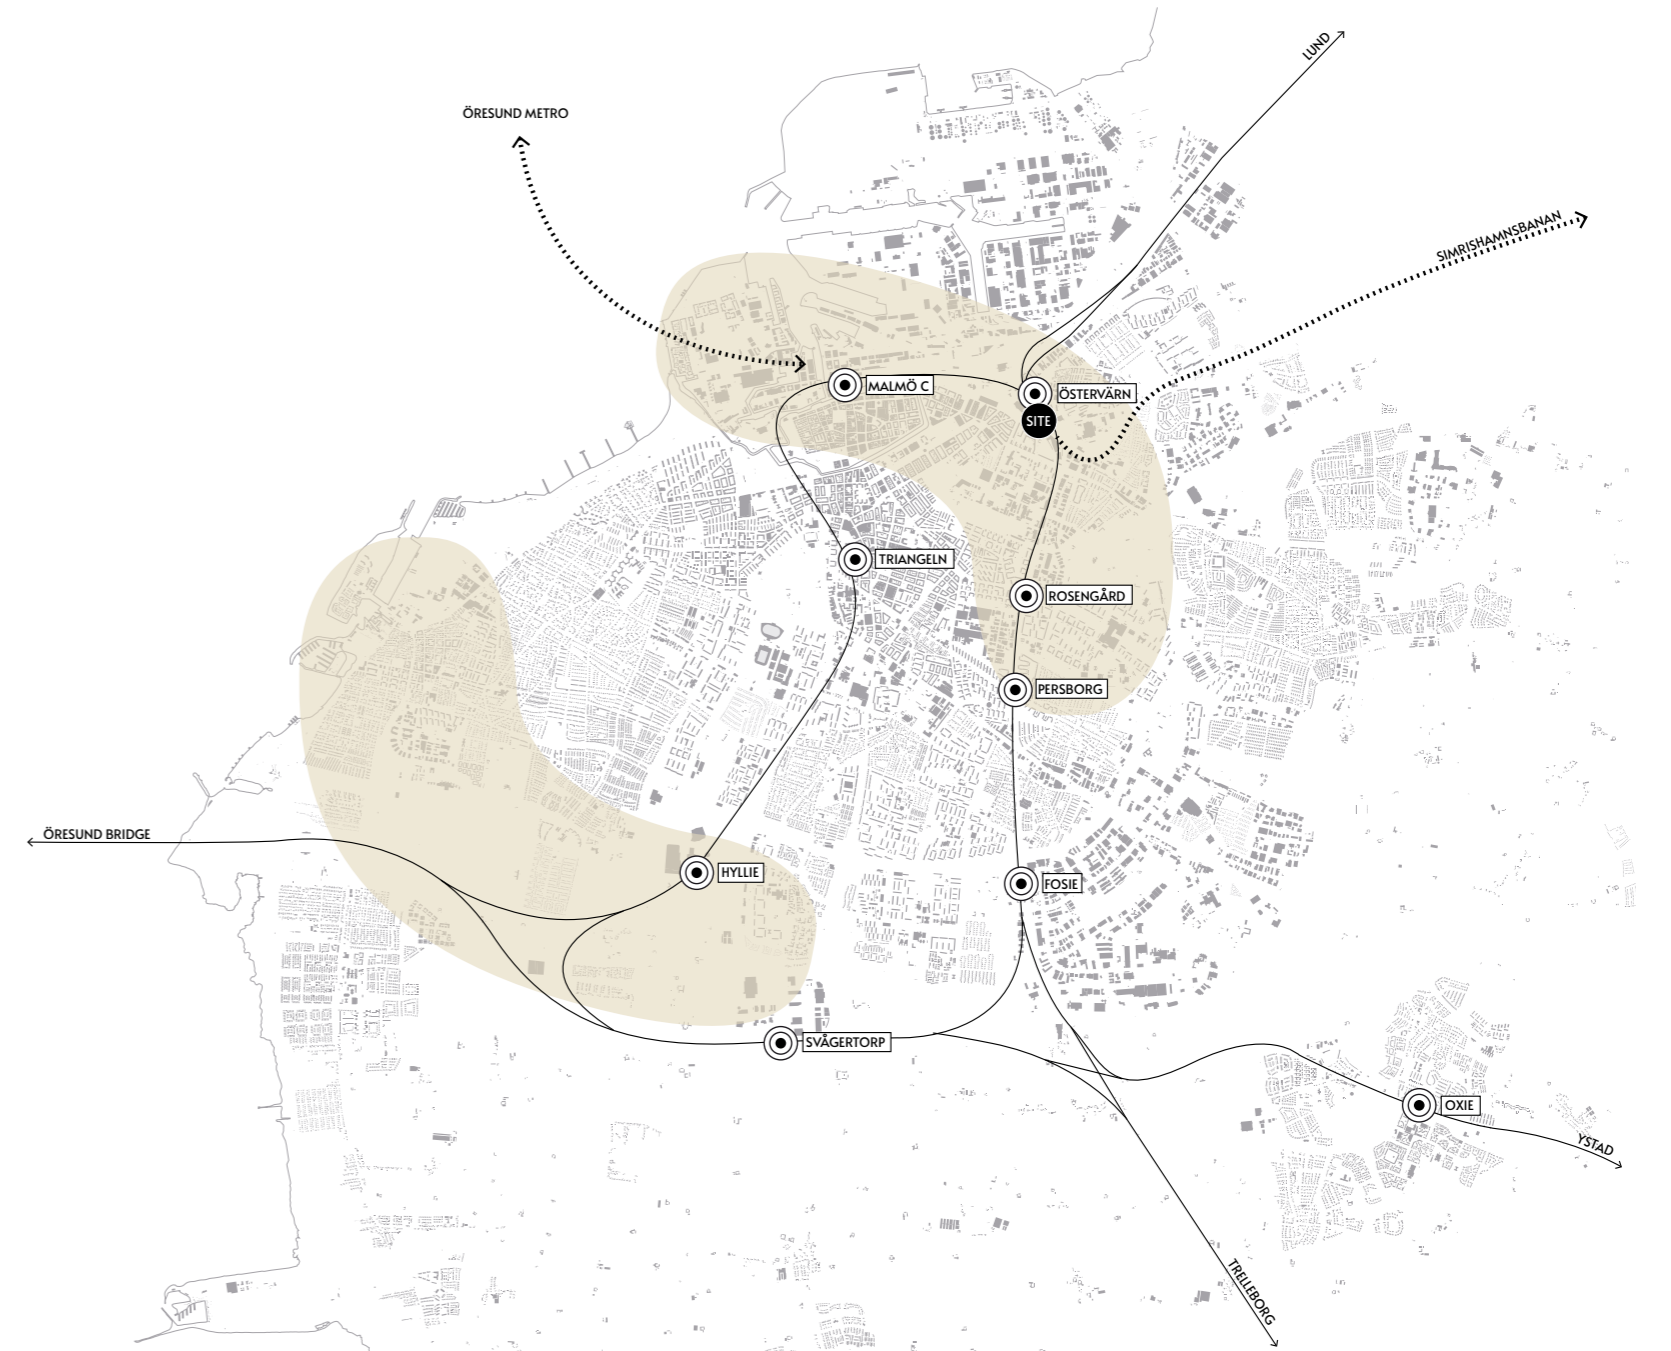 LUND
ÖRESUND METRO
SIMRISHAMNSBANAN
MALMÖ C
ÖSTERVÄRN
SITE
TRIANGELN
ROSENGÅRD
PERSBORG
ÖRESUND BRIDGE
HYLLIE
FOSIE
SVÅGERTORP
OXIE
YSTAD
TRELLEBORG